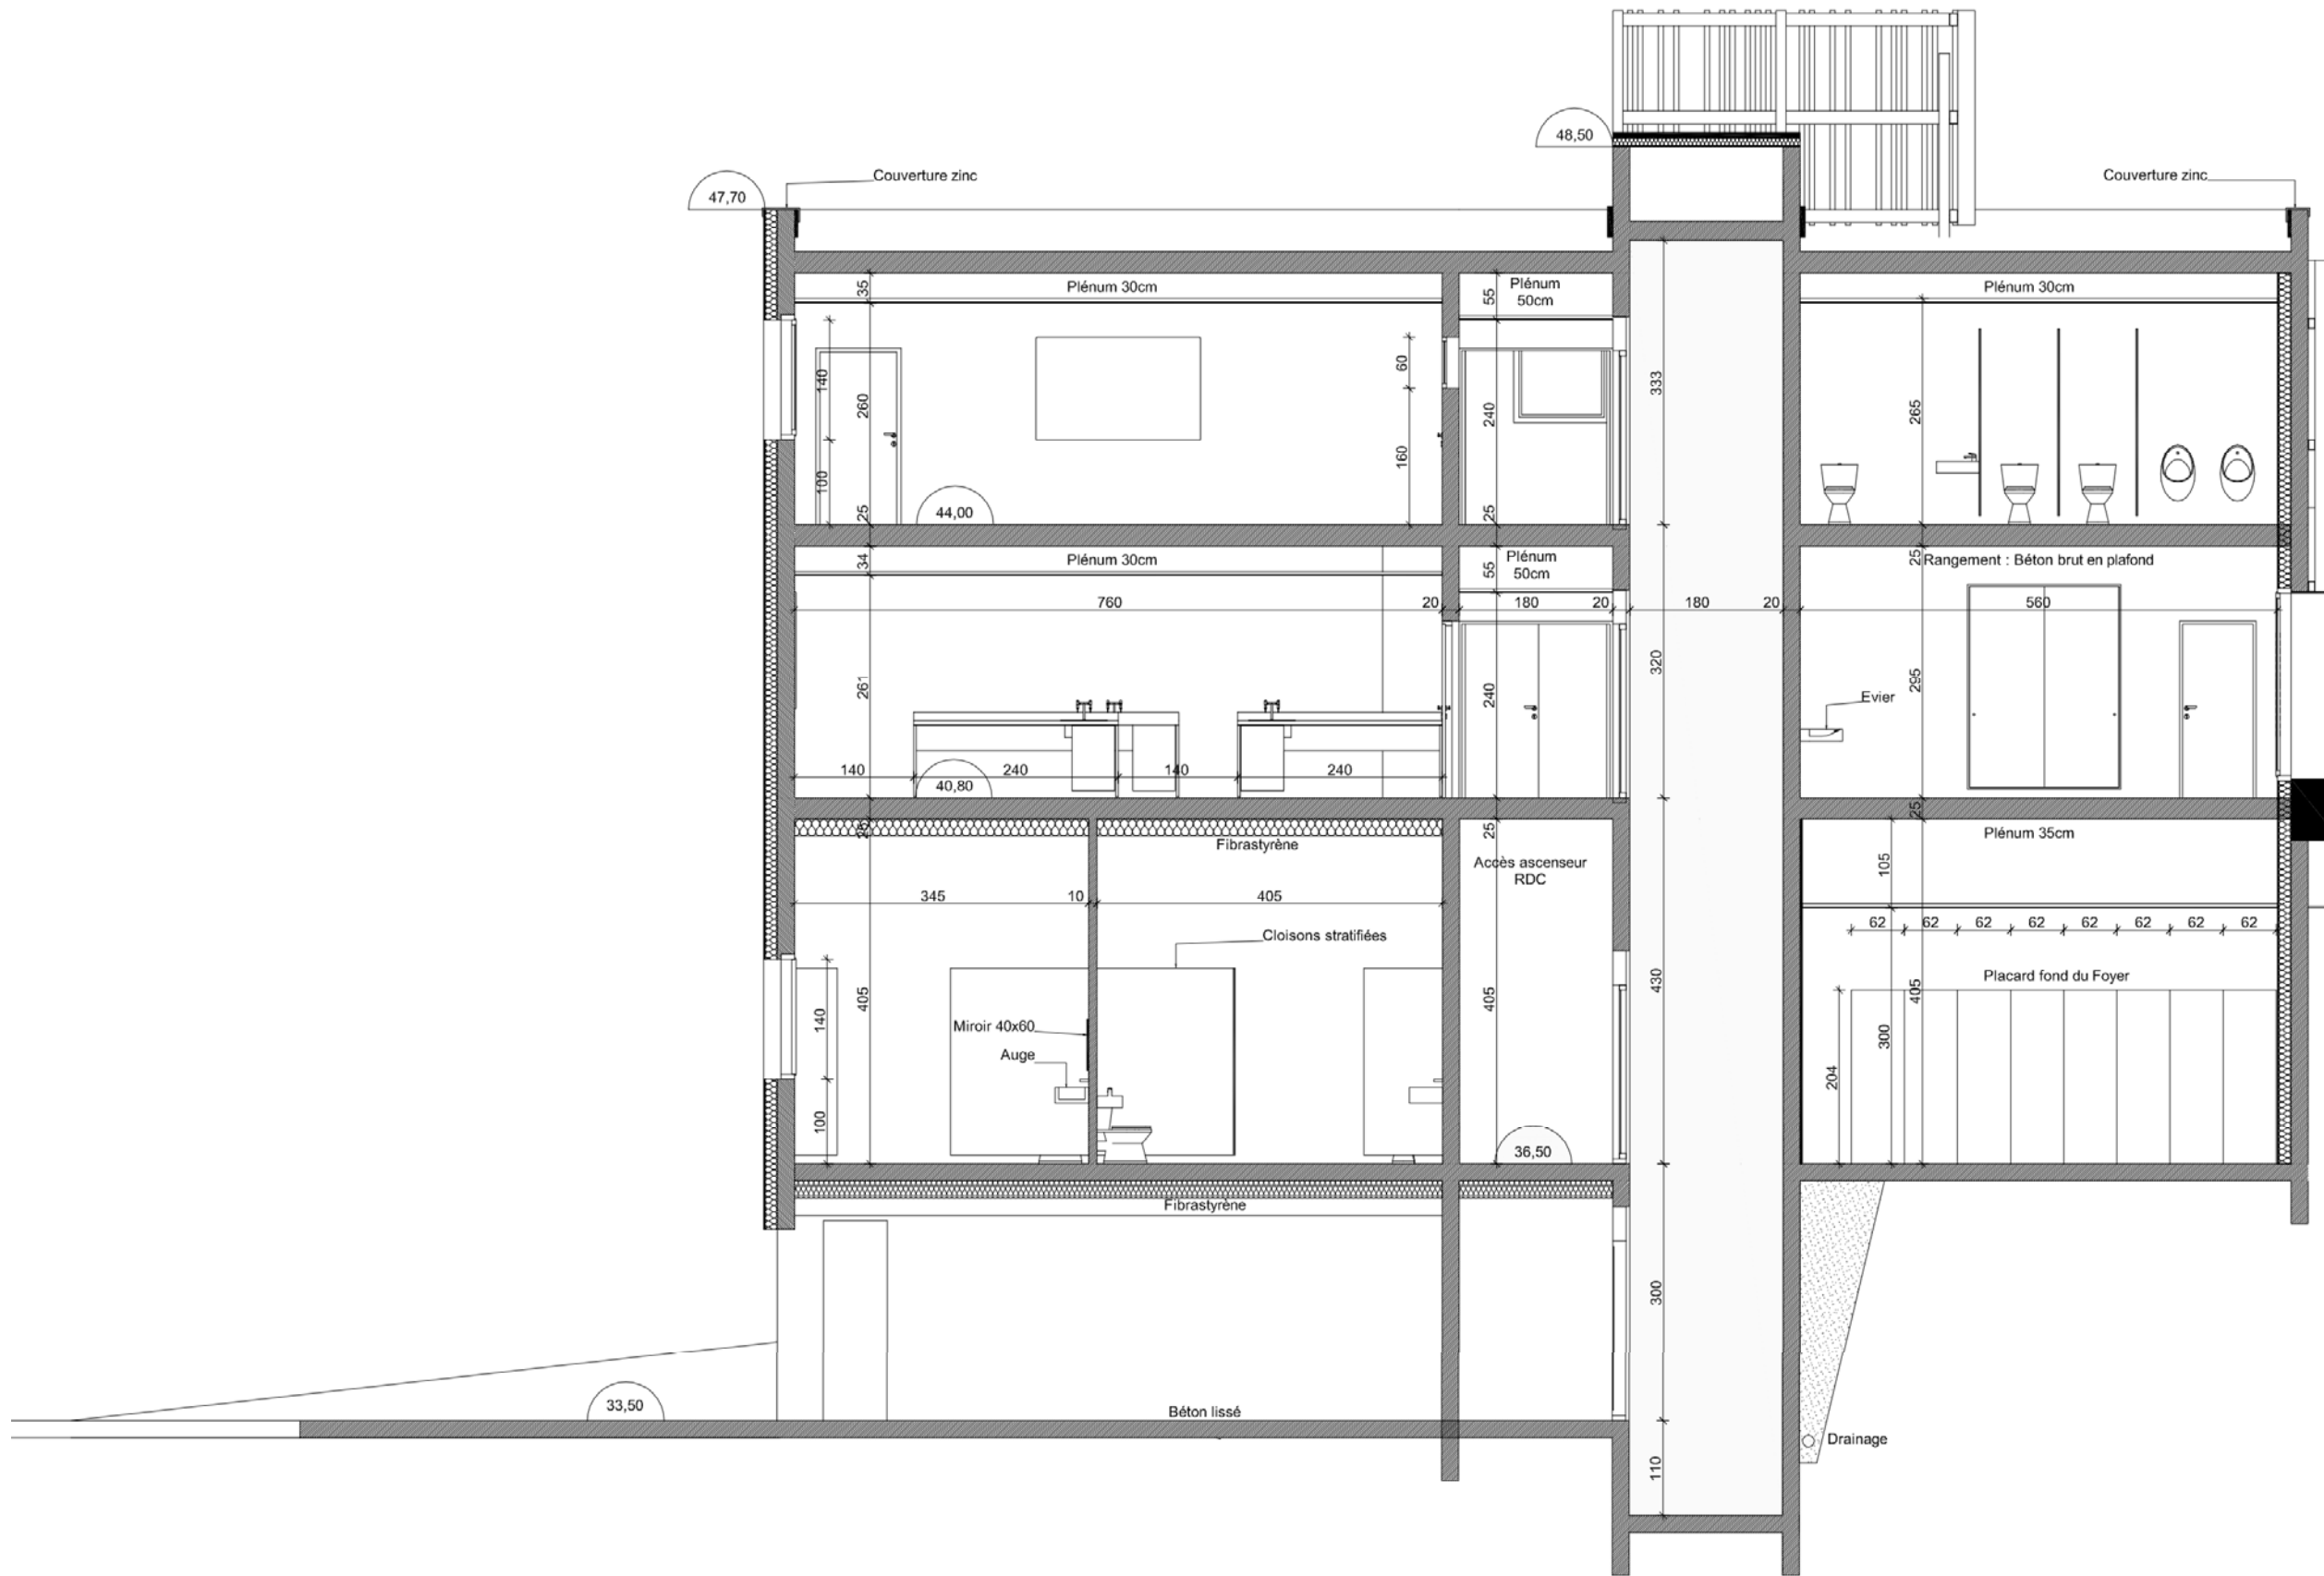 48,50
Couverture zinc
Couverture zinc
47,70
35
Plénum 30cm
55
Plénum
50cm
Plénum 30cm
140
260
60
240
333
265
100
160
25
44,00
25
34
Plénum 30cm
55
Plénum
50cm
25
Rangement : Béton brut en plafond
760
20
180
20
180
20
560
261
240
320
295
Evier
140
240
140
240
40,80
25
25
25
Fibrastyrène
Plénum 35cm
Accès ascenseur
RDC
105
345
10
405
62
62
62
62
62
62
62
62
Cloisons stratifiées
Placard fond du Foyer
405
405
430
405
140
Miroir 40x60
Auge
300
204
100
36,50
Fibrastyrène
300
33,50
Béton lissé
Drainage
110